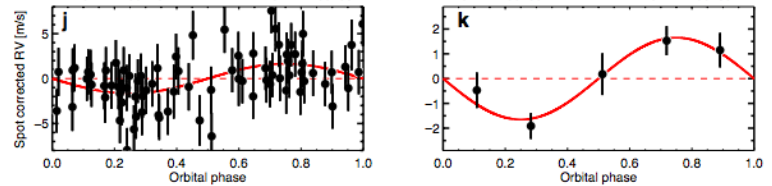 j
k
Spot corrected RV [m/s]
5
0
-5
0.0 0.2 0.4 0.6 0.8 1.0
Orbital phase
2
1
0
-1
-2
0.0 0.2 0.4 0.6 0.8 1.0
Orbital phase